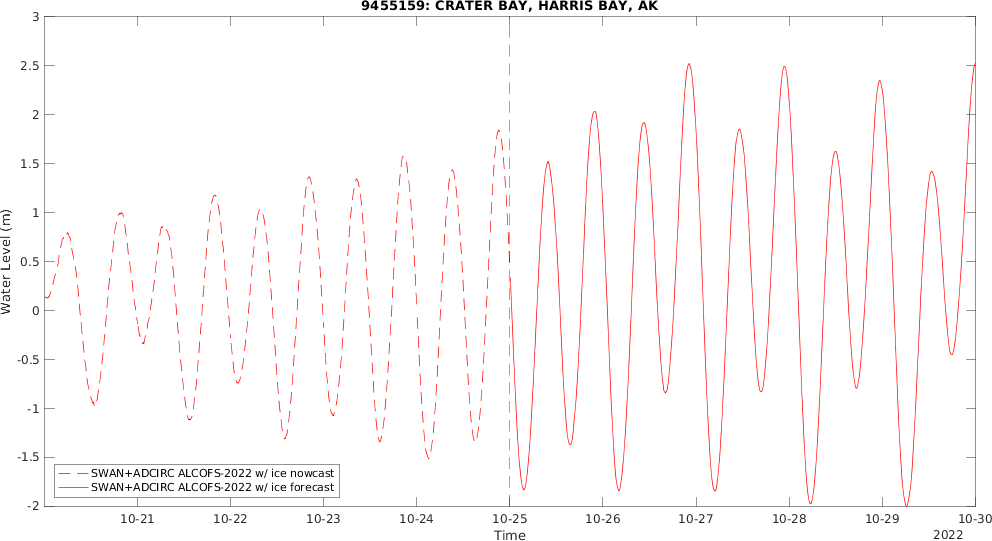 9455159: CRATER BAY, HARRIS BAY, AK
Water Level (m)
3
2.5
2
1.5
1
0.5
0
-0.5
-1
-1.5
-2
SWAN+ADCIRC ALCOFS-2022 w/ ice nowcast
SWAN+ADCIRC ALCOFS-2022 w/ ice forecast
10-21 10-22 10-23 10-24 10-25 10-26 10-27 10-28 10-29 10-30
Time
2022